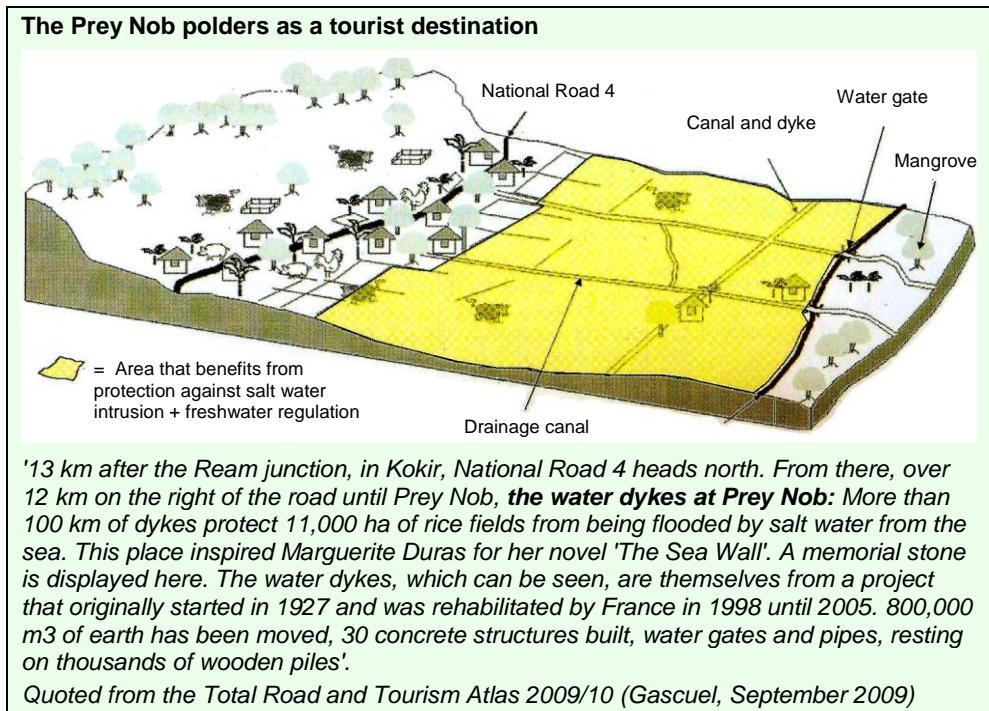 The Prey Nob polders as a tourist destination
National Road 4
Water gate
Canal and dyke
Mangrove
= Area that benefits from
protection against salt water
intrusion + freshwater regulation
Drainage canal
'13 km after the Ream junction, in Kokir, National Road 4 heads north. From there, over
12 km on the right of the road until Prey Nob, the water dykes at Prey Nob: More than
100 km of dykes protect 11,000 ha of rice fields from being flooded by salt water from the
sea. This place inspired Marguerite Duras for her novel 'The Sea Wall'. A memorial stone
is displayed here. The water dykes, which can be seen, are themselves from a project
that originally started in 1927 and was rehabilitated by France in 1998 until 2005. 800,000
m3 of earth has been moved, 30 concrete structures built, water gates and pipes, resting
on thousands of wooden piles'.
Quoted from the Total Road and Tourism Atlas 2009/10 (Gascuel, September 2009)